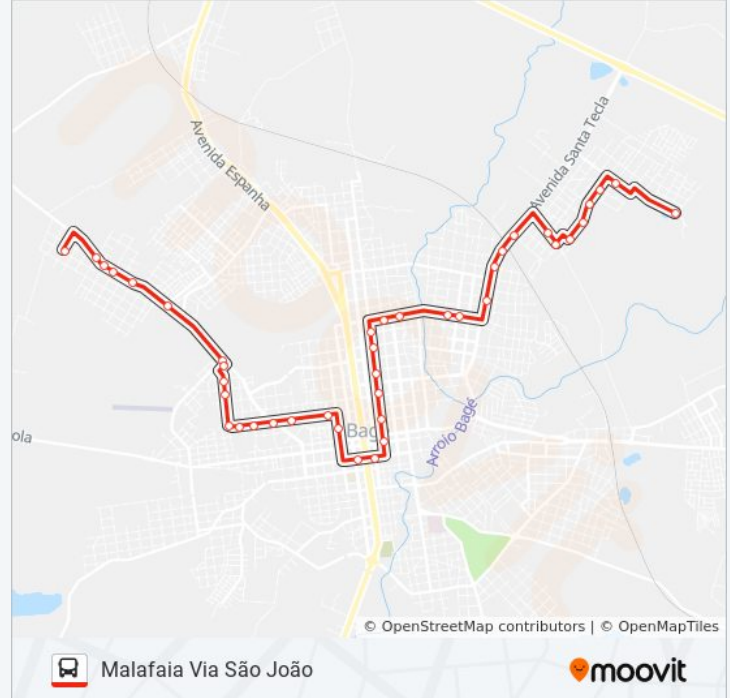 Avenida Espanha
Avenida Santa Tecla
Bag
Arroio Bagé
ola
© OpenStreetMap contributors | © OpenMapTiles
Malafaia Via São João
moovit